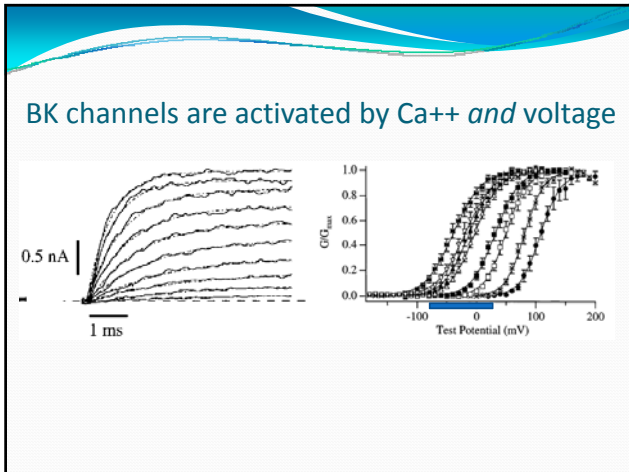 BK channels are activated by Ca++ and voltage
0.5 nA
1 ms
G/Gmax
1.0
0.8
0.6
0.4
0.2
0.0
-100
0
100
200
Test Potential (mV)